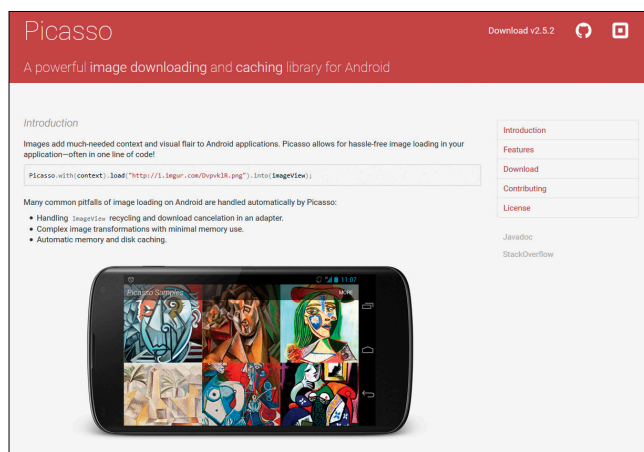 Picasso
Download v2.5.2
A powerful image downloading and caching library for Android
Introduction
Images add much-needed context and visual flair to Android applications. Picasso allows for hassle-free image loading in your
application—often in one line of code!
Picasso.with(context).load("http://i.imgur.com/DvpvklR.png").into(imageView);
Many common pitfalls of image loading on Android are handled automatically by Picasso:
• Handling ImageView recycling and download cancelation in an adapter.
• Complex image transformations with minimal memory use.
• Automatic memory and disk caching.
Introduction
Features
Download
Contributing
License
Javadoc
StackOverflow
11:07
Picasso Samples
MORE